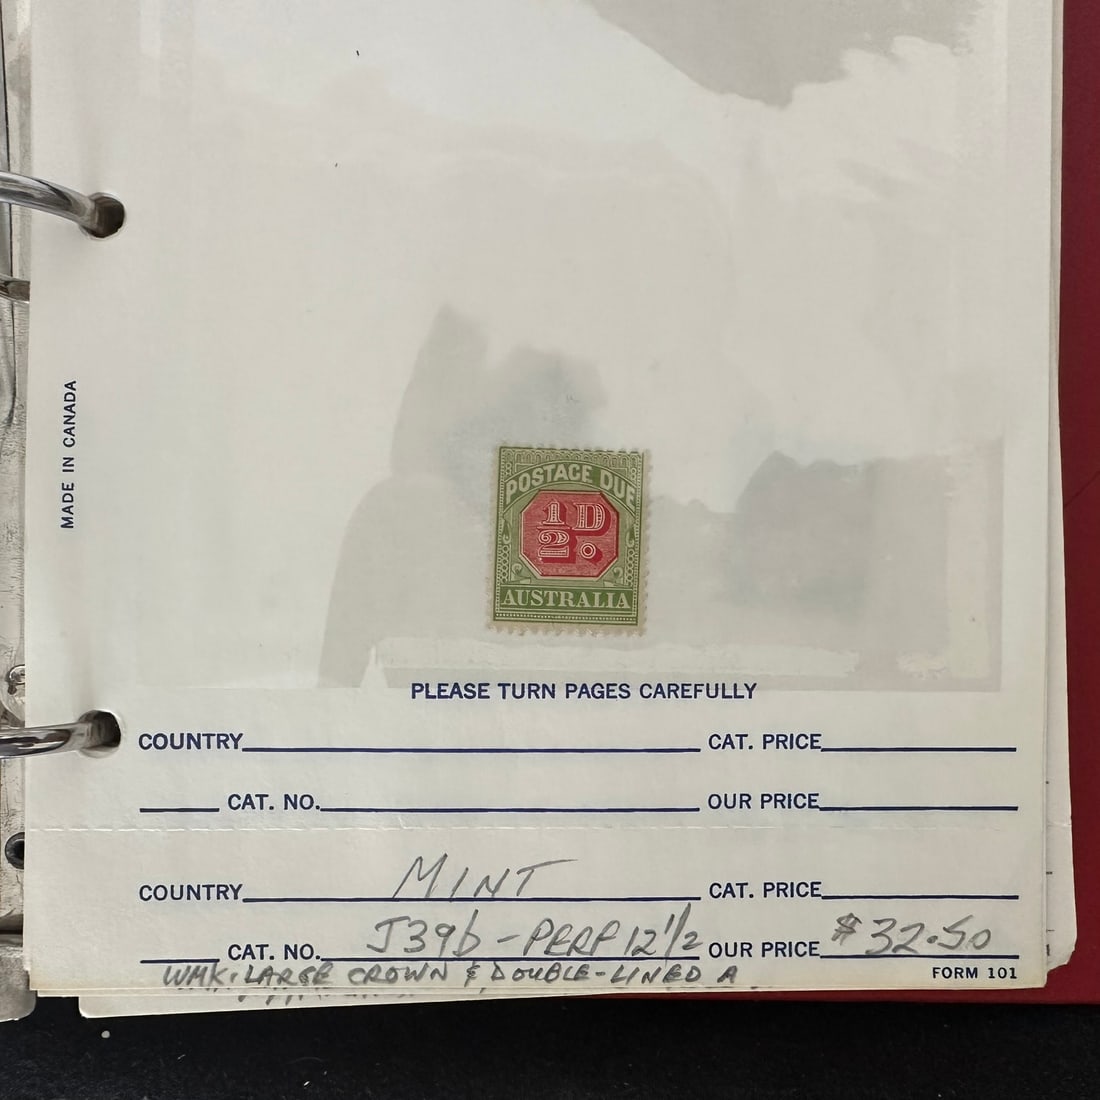 MADE IN CANADA
POSTAGE DUE
1/2 D.
AUSTRALIA
PLEASE TURN PAGES CAREFULLY
COUNTRY CAT. PRICE
CAT. NO. OUR PRICE
COUNTRY MINT CAT. PRICE
CAT. NO. J39b - PERF 12 1/2 OUR PRICE $32.50
WMK. LARGE CROWN & DOUBLE-LINED A FORM 101